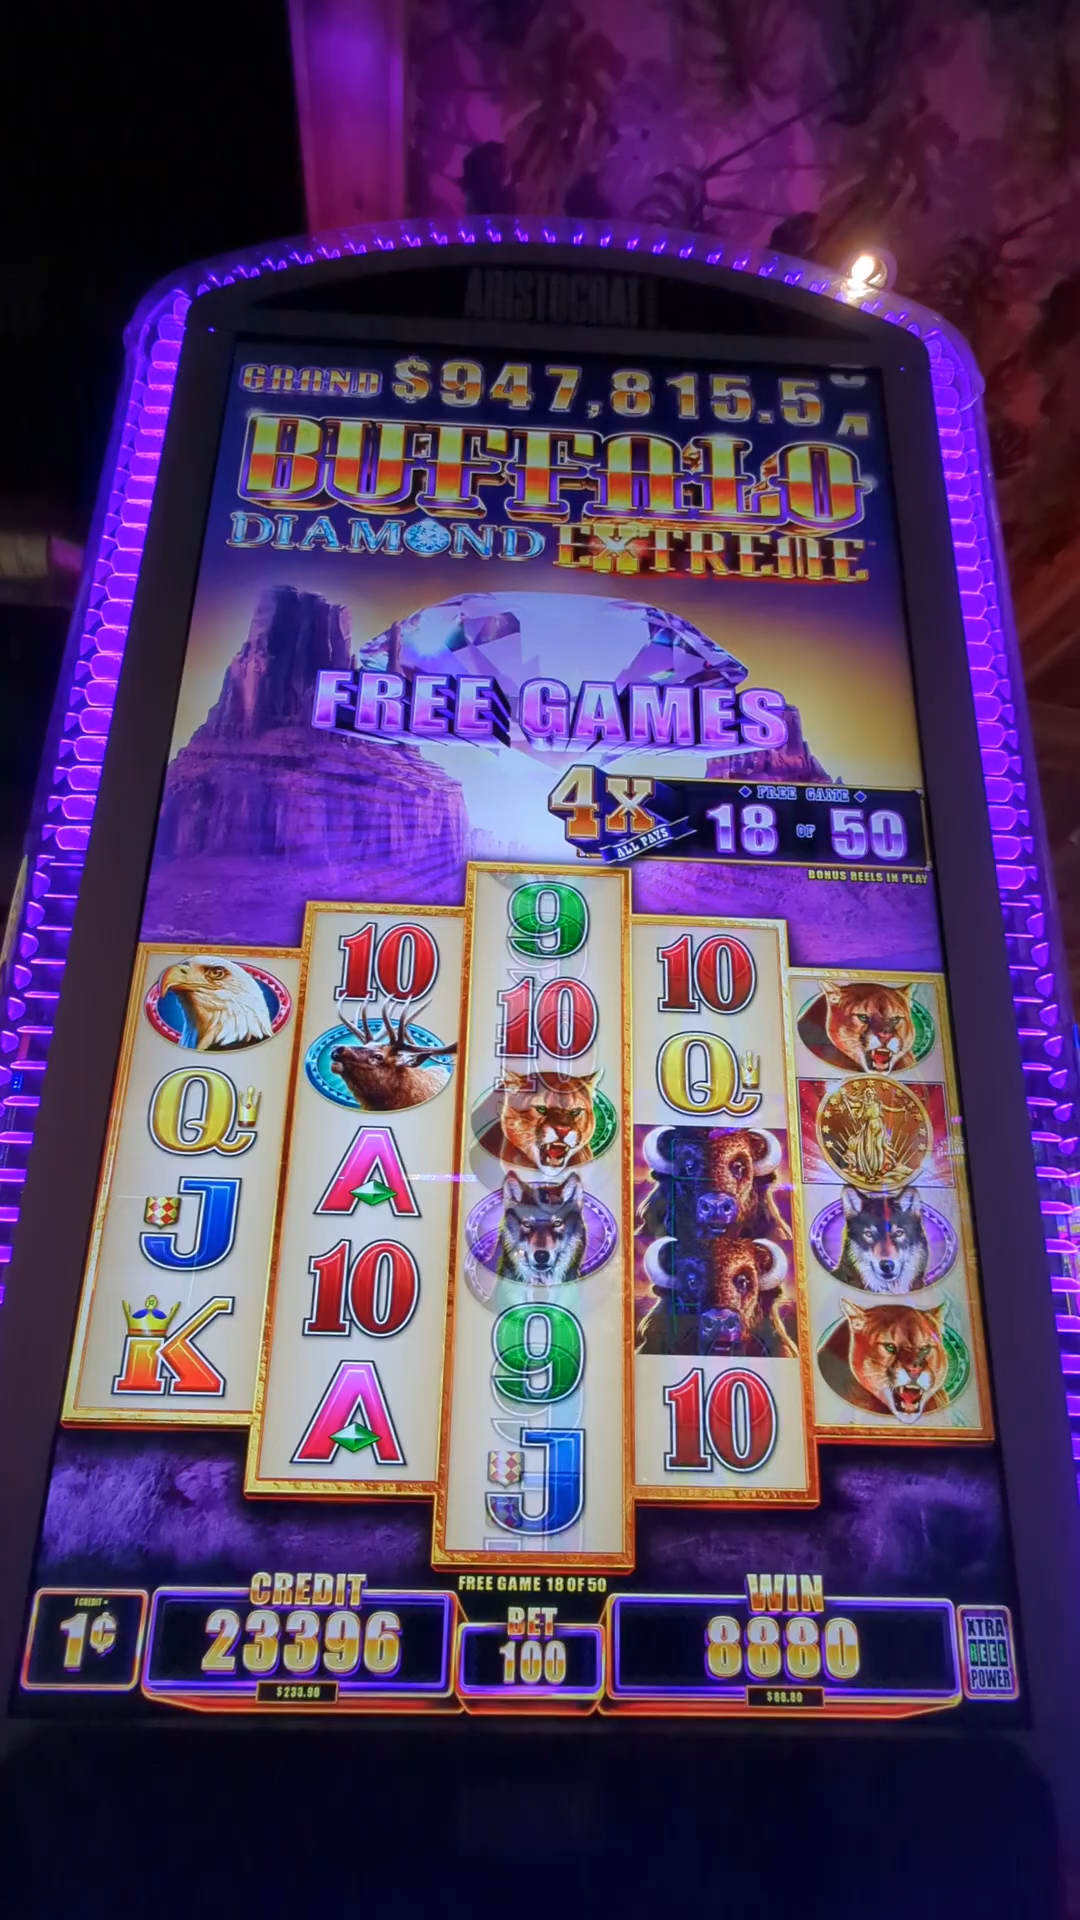 ARISTOCRAT
GRAND $947,815.5
BUFFALO
DIAMOND EXTREME™
FREE GAMES
4X
ALL PAYS
FREE GAME
18 OF 50
BONUS REELS IN PLAY
9
10 10 10
Q Q
A
J 10 9
K A 10
J
FREE GAME 18 OF 50
1 CREDIT =
1¢
CREDIT
23396
$233.96
BET
100
WIN
8880
$88.80
XTRA
REEL
POWER